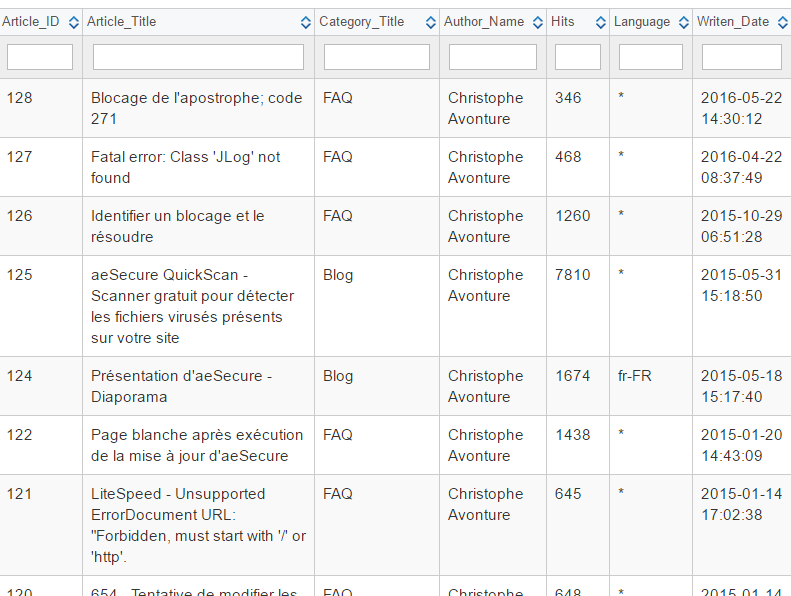 Article_ID Article_Title Category_Title Author_Name Hits Language Writen_Date
128 Blocage de l'apostrophe; code FAQ Christophe 346 * 2016-05-22
271 Avonture 14:30:12
127 Fatal error: Class 'JLog' not FAQ Christophe 468 * 2016-04-22
found Avonture 08:37:49
126 Identifier un blocage et le FAQ Christophe 1260 * 2015-10-29
résoudre Avonture 06:51:28
125 aeSecure QuickScan - Blog Christophe 7810 * 2015-05-31
Scanner gratuit pour détecter Avonture 15:18:50
les fichiers virusés présents
sur votre site
124 Présentation d'aeSecure - Blog Christophe 1674 fr-FR 2015-05-18
Diaporama Avonture 15:17:40
122 Page blanche après exécution FAQ Christophe 1438 * 2015-01-20
de la mise à jour d'aeSecure Avonture 14:43:09
121 LiteSpeed - Unsupported FAQ Christophe 645 * 2015-01-14
ErrorDocument URL: Avonture 17:02:38
"Forbidden, must start with '/' or
'http'.
120 654 - Tentative de modifier les FAQ Christophe 648 * 2015-01-14